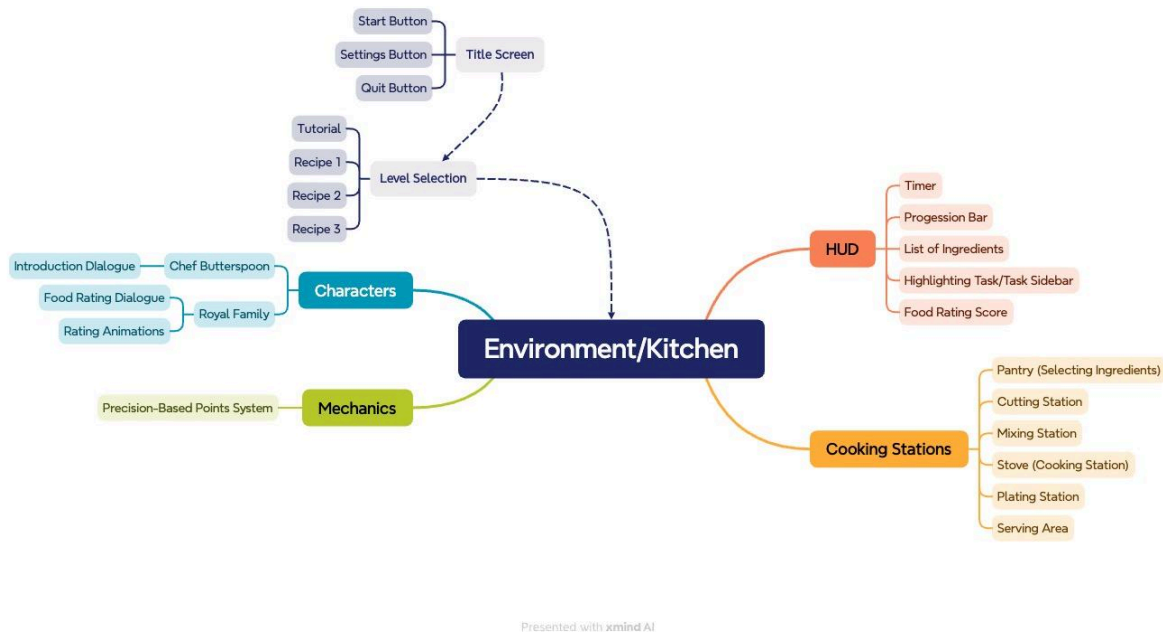 Start Button
Settings Button
Quit Button
Title Screen
Tutorial
Recipe 1
Recipe 2
Recipe 3
Level Selection
Introduction DIalogue
Chef Butterspoon
Food Rating Dialogue
Rating Animations
Royal Family
Characters
Precision-Based Points System
Mechanics
Environment/Kitchen
HUD
Timer
Progession Bar
List of Ingredients
Highlighting Task/Task Sidebar
Food Rating Score
Cooking Stations
Pantry (Selecting Ingredients)
Cutting Station
Mixing Station
Stove (Cooking Station)
Plating Station
Serving Area
Presented with xmind AI